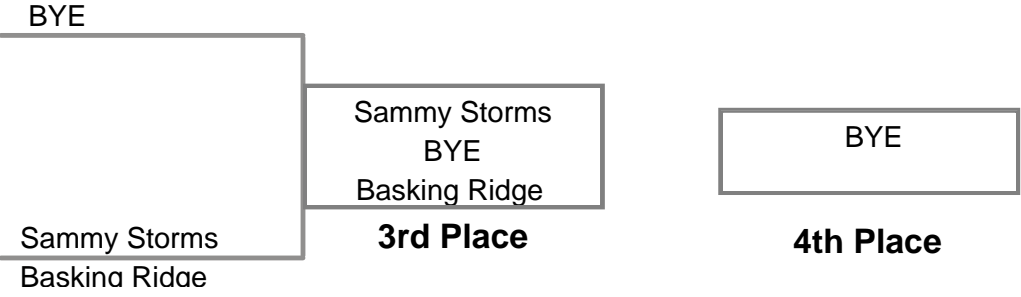 BYE
Sammy Storms
Basking Ridge
Sammy Storms
BYE
Basking Ridge
3rd Place
BYE
4th Place